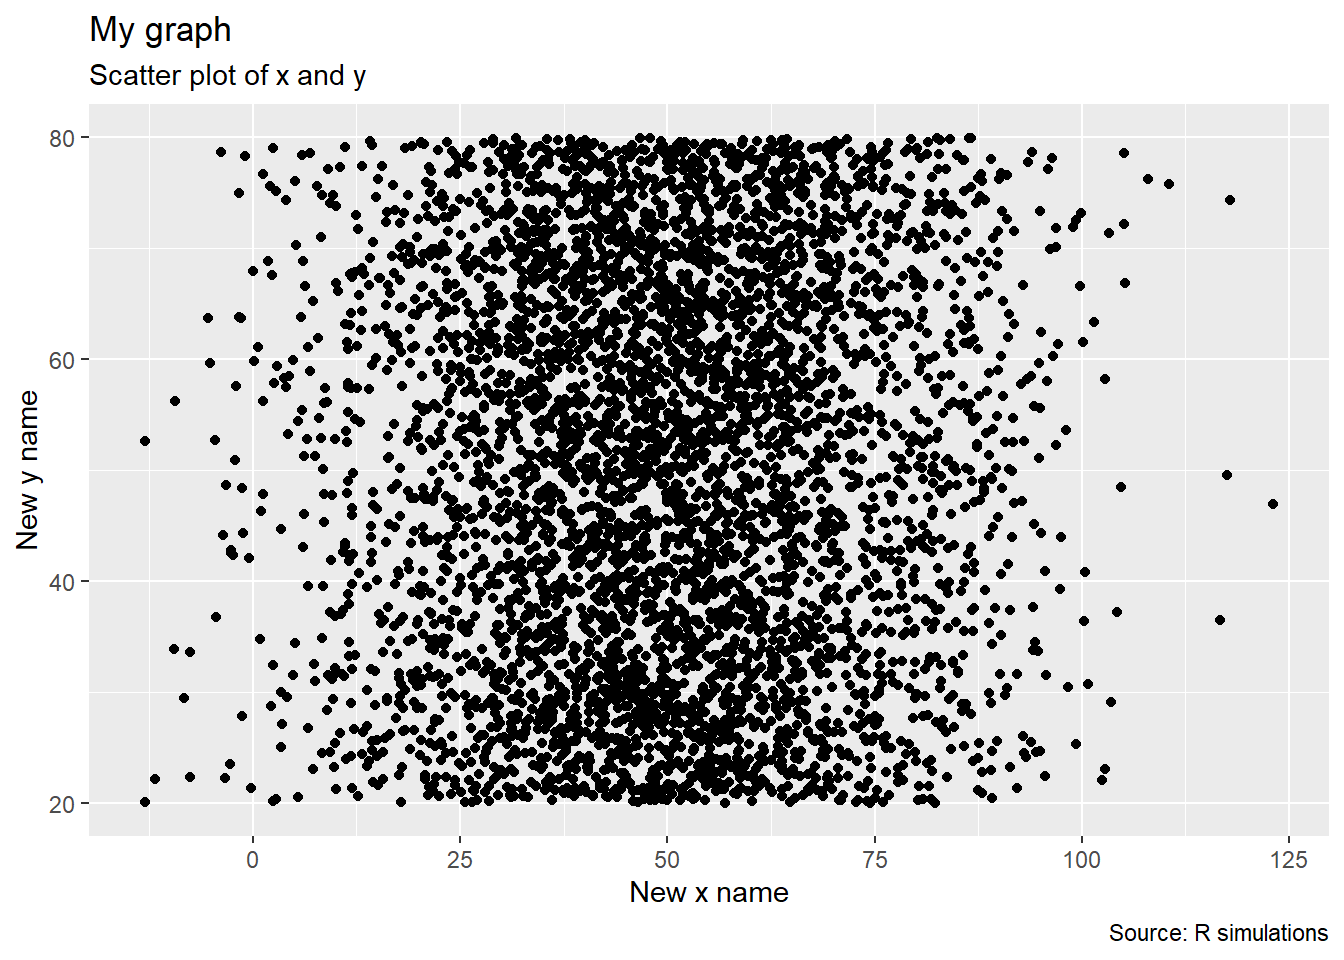 My graph
Scatter plot of x and y
80
60
40
20
New y name
0 25 50 75 100 125
New x name
Source: R simulations